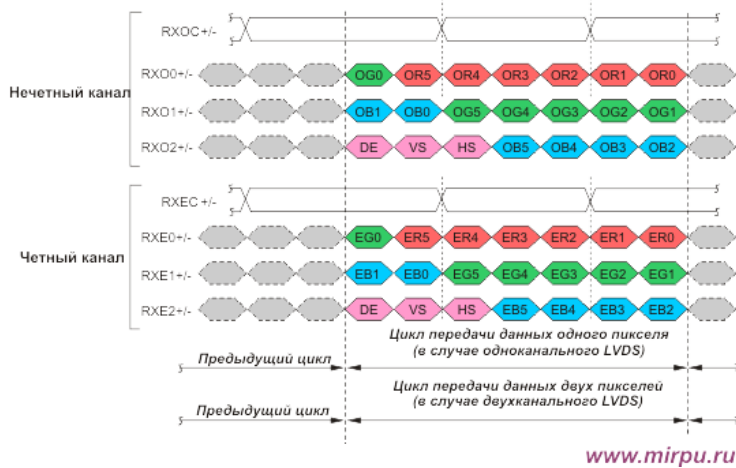 RXOC+/-
RXO0+/- OG0 OR5 OR4 OR3 OR2 OR1 OR0
Нечетный канал
RXO1+/- OB1 OB0 OG5 OG4 OG3 OG2 OG1
RXO2+/- DE VS HS OB5 OB4 OB3 OB2
RXEC +/-
RXE0+/- EG0 ER5 ER4 ER3 ER2 ER1 ER0
Четный канал
RXE1+/- EB1 EB0 EG5 EG4 EG3 EG2 EG1
RXE2+/- DE VS HS EB5 EB4 EB3 EB2
Цикл передачи данных одного пикселя
(в случае одноканального LVDS)
Предыдущий цикл
Цикл передачи данных двух пикселей
(в случае двухканального LVDS)
Предыдущий цикл
www.mirpu.ru